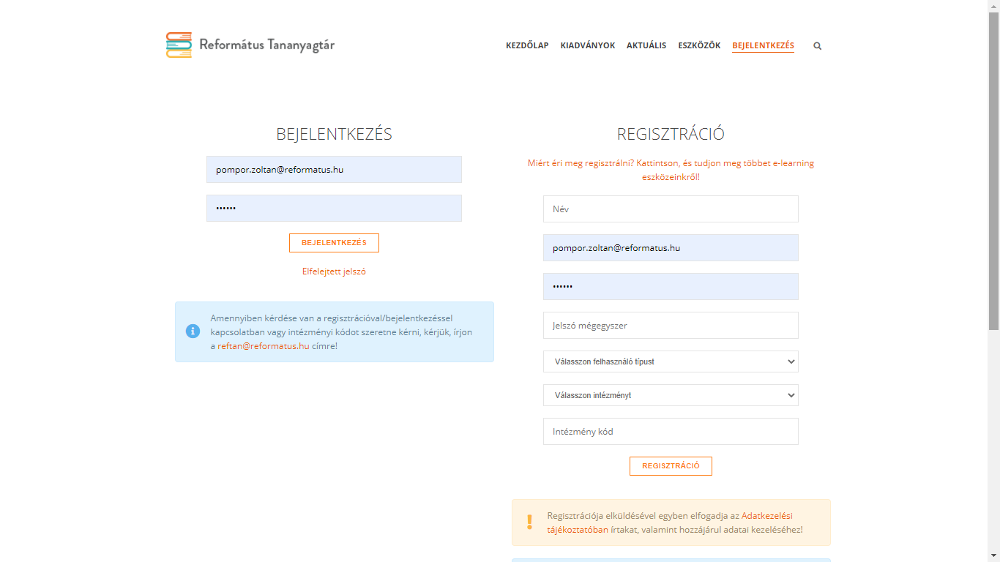 Református Tananyagtár
KEZDŐLAP
KIADVÁNYOK
AKTUÁLIS
ESZKÖZÖK
BEJELENTKEZÉS
BEJELENTKEZÉS
pompor.zoltan@reformatus.hu
••••••
BEJELENTKEZÉS
Elfelejtett jelszó
Amennyiben kérdése van a regisztrációval/bejelentkezéssel
kapcsolatban vagy intézményi kódot szeretne kérni, kérjük, írjon
a reftan@reformatus.hu címre!
REGISZTRÁCIÓ
Miért éri meg regisztrálni? Kattintson, és tudjon meg többet e-learning
eszközeinkről!
Név
pompor.zoltan@reformatus.hu
••••••
Jelszó mégegyszer
Válasszon felhasználó típust
Válasszon intézményt
Intézmény kód
REGISZTRÁCIÓ
Regisztrációja elküldésével egyben elfogadja az Adatkezelési
tájékoztatóban írtakat, valamint hozzájárul adatai kezeléséhez!